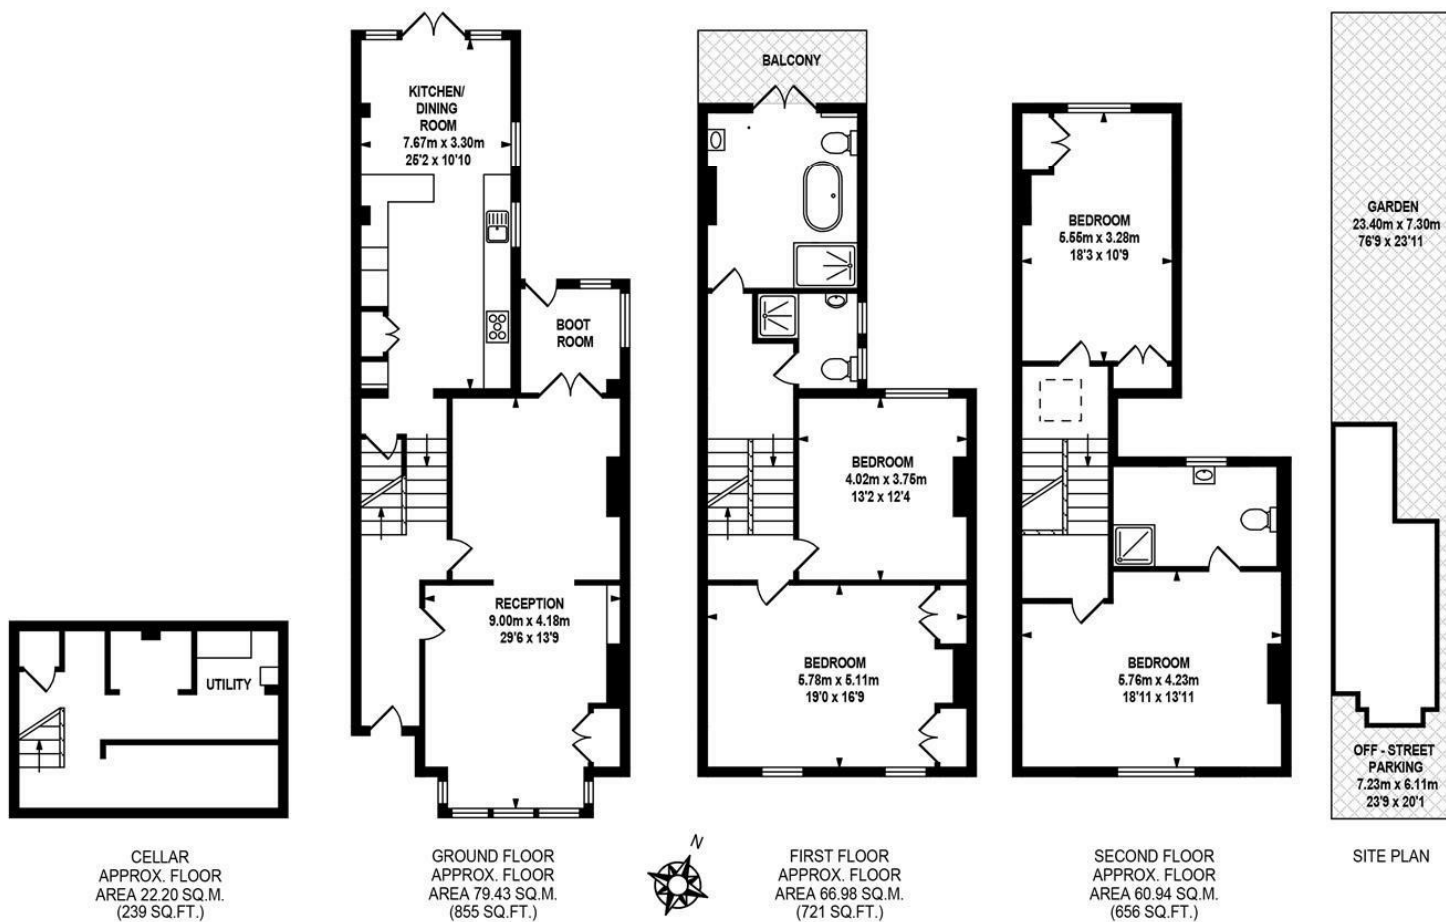 KITCHEN/
DINING
ROOM
7.67m x 3.30m
25'2 x 10'10
BOOT
ROOM
RECEPTION
9.00m x 4.18m
29'6 x 13'9
UTILITY
BALCONY
BEDROOM
4.02m x 3.75m
13'2 x 12'4
BEDROOM
5.78m x 5.11m
19'0 x 16'9
BEDROOM
5.55m x 3.28m
18'3 x 10'9
BEDROOM
5.76m x 4.23m
18'11 x 13'11
GARDEN
23.40m x 7.30m
76'9 x 23'11
OFF - STREET
PARKING
7.23m x 6.11m
23'9 x 20'1
CELLAR
APPROX. FLOOR
AREA 22.20 SQ.M.
(239 SQ.FT.)
GROUND FLOOR
APPROX. FLOOR
AREA 79.43 SQ.M.
(855 SQ.FT.)
N
FIRST FLOOR
APPROX. FLOOR
AREA 66.98 SQ.M.
(721 SQ.FT.)
SECOND FLOOR
APPROX. FLOOR
AREA 60.94 SQ.M.
(656 SQ.FT.)
SITE PLAN